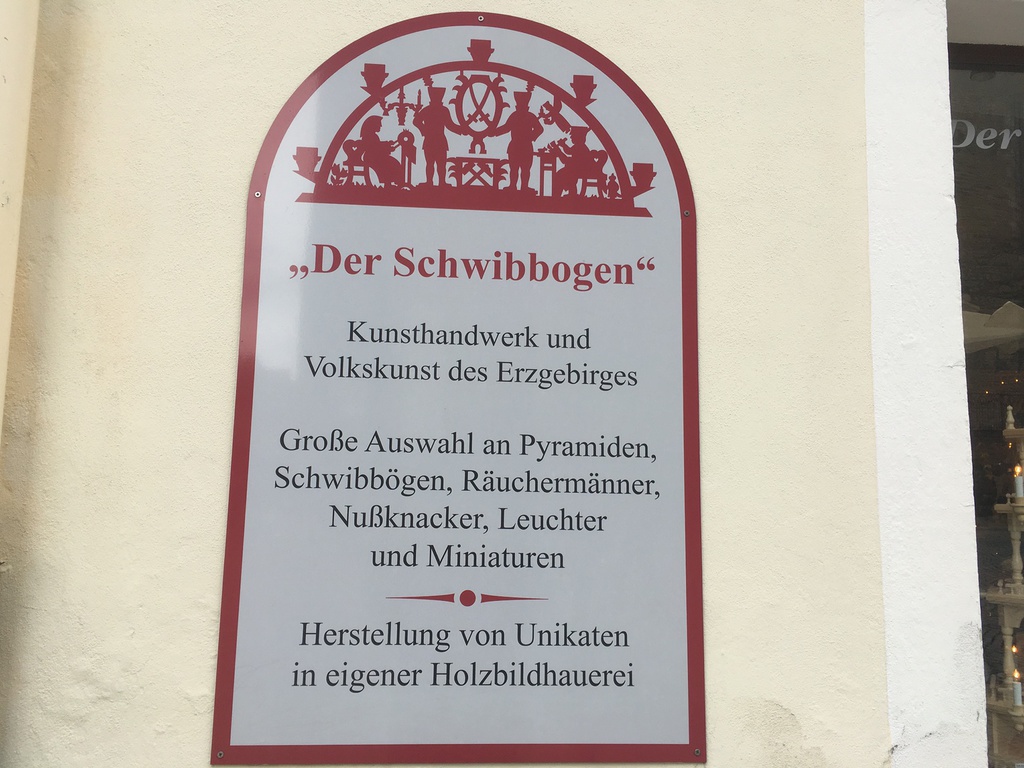 „Der Schwibbogen“
Kunsthandwerk und
Volkskunst des Erzgebirges
Große Auswahl an Pyramiden,
Schwibbögen, Räuchermänner,
Nußknacker, Leuchter
und Miniaturen
Herstellung von Unikaten
in eigener Holzbildhauerei
Der